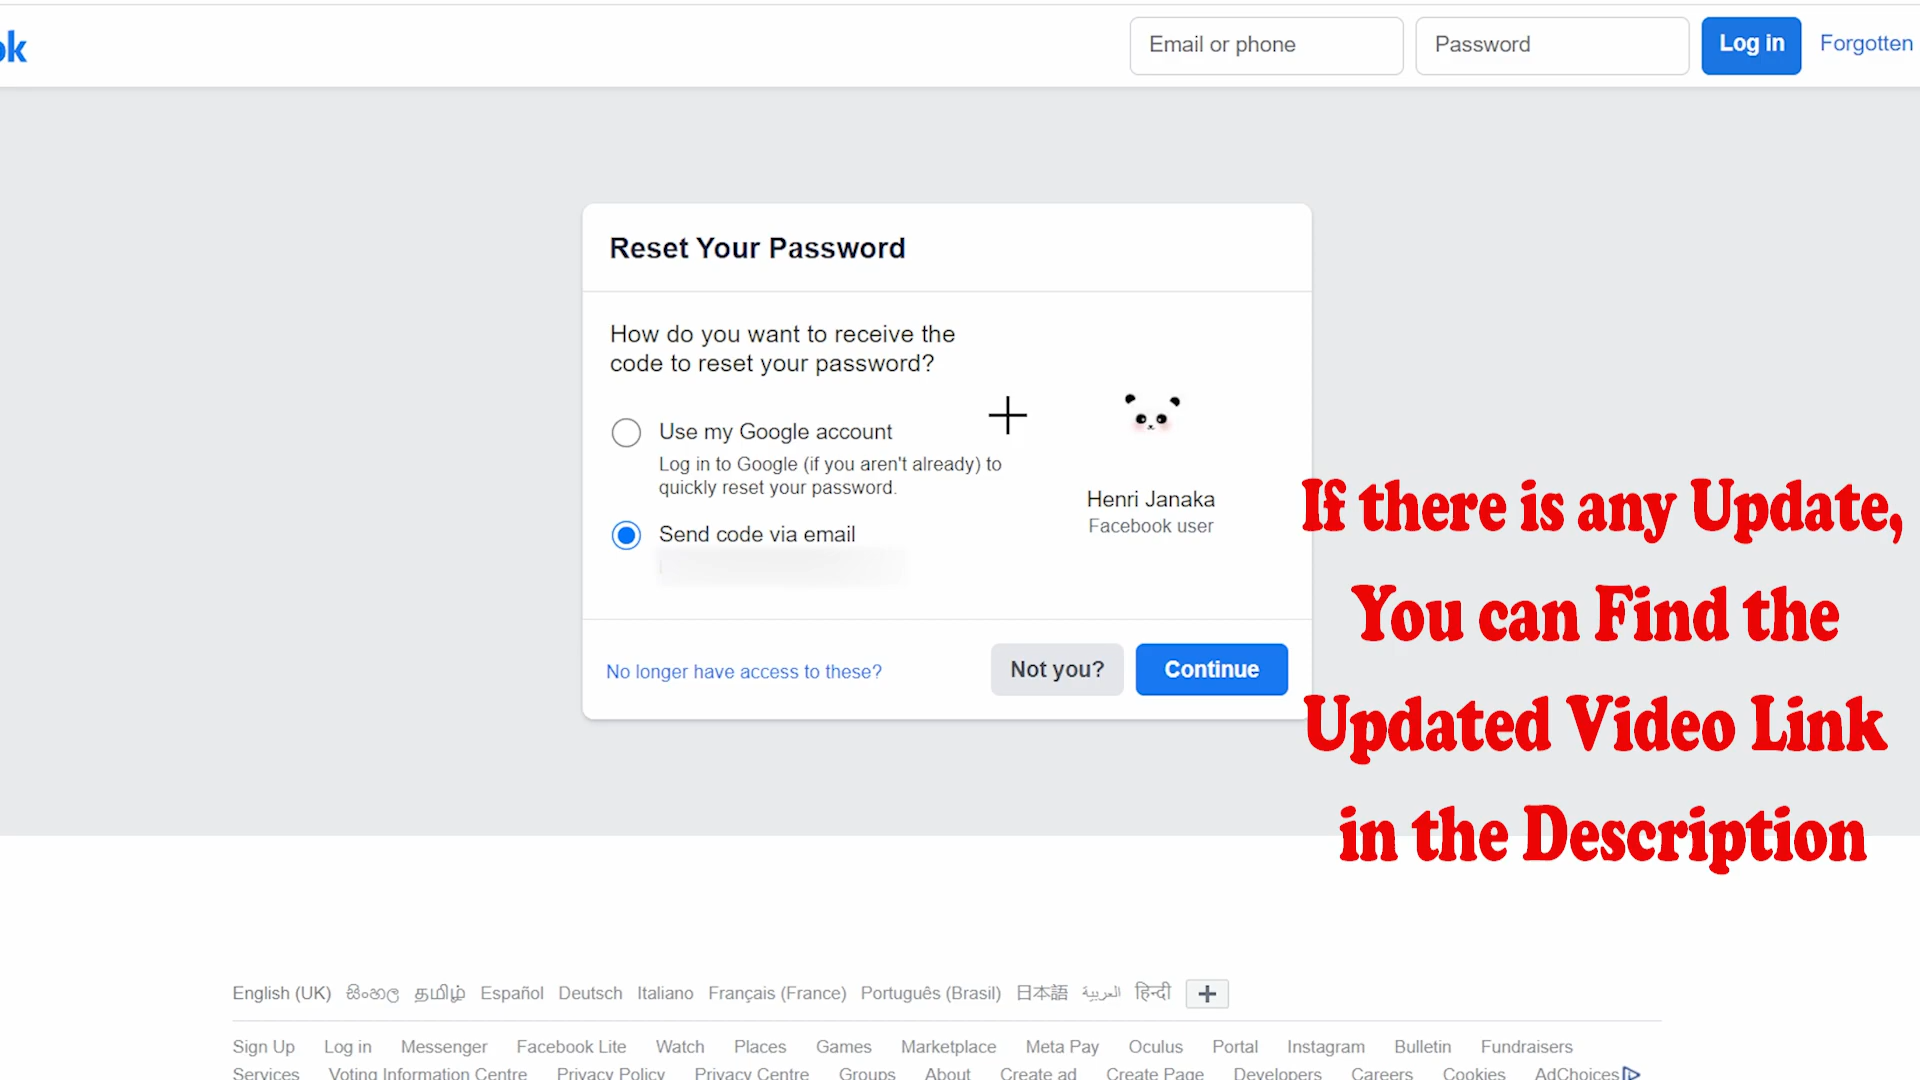 ok
Email or phone
Password
Log in
Forgotten
Reset Your Password
How do you want to receive the
code to reset your password?
Use my Google account
Log in to Google (if you aren't already) to
quickly reset your password.
Send code via email
Henri Janaka
Facebook user
No longer have access to these?
Not you?
Continue
If there is any Update,
You can Find the
Updated Video Link
in the Description
English (UK) සිංහල தமிழ் Español Deutsch Italiano Français (France) Português (Brasil) 日本語 العربية हिन्दी
Sign Up Log in Messenger Facebook Lite Watch Places Games Marketplace Meta Pay Oculus Portal Instagram Bulletin Fundraisers
Services Voting Information Centre Privacy Policy Privacy Centre Groups About Create ad Create Page Developers Careers Cookies AdChoices